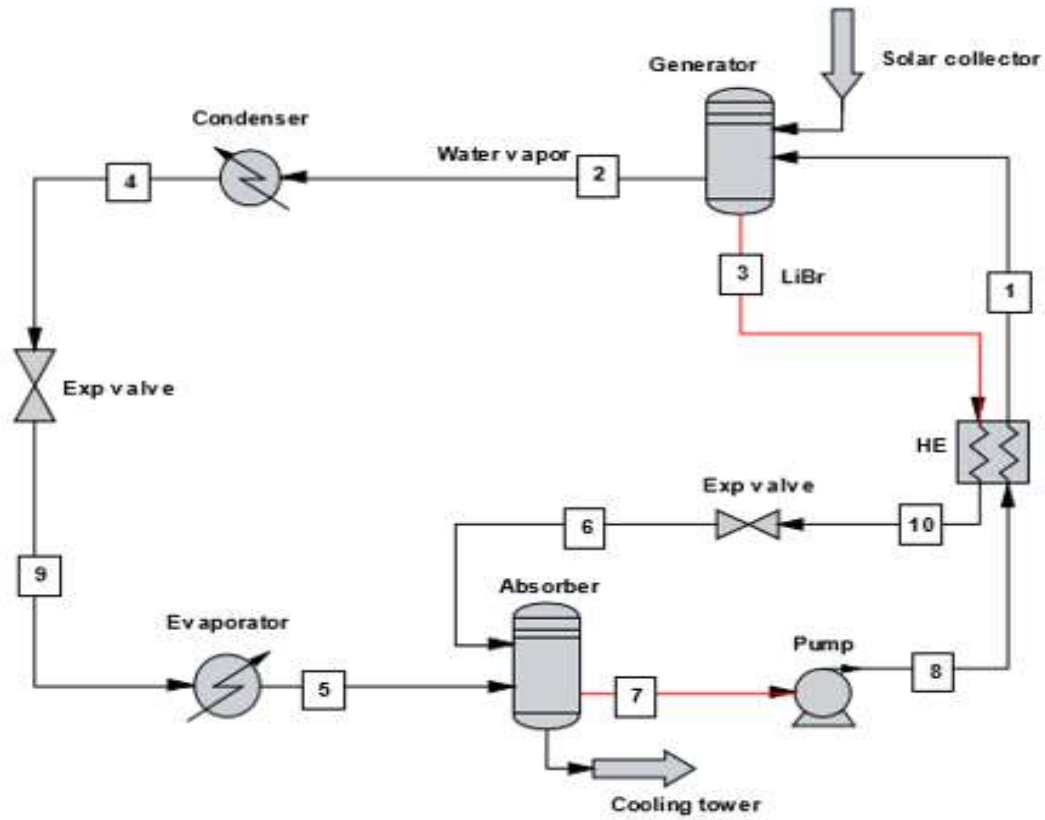 Solar collector
Generator
Condenser
Water vapor
4
2
3
LiBr
1
Exp valve
HE
Exp valve
6
10
9
Absorber
Evaporator
Pump
5
7
8
Cooling tower